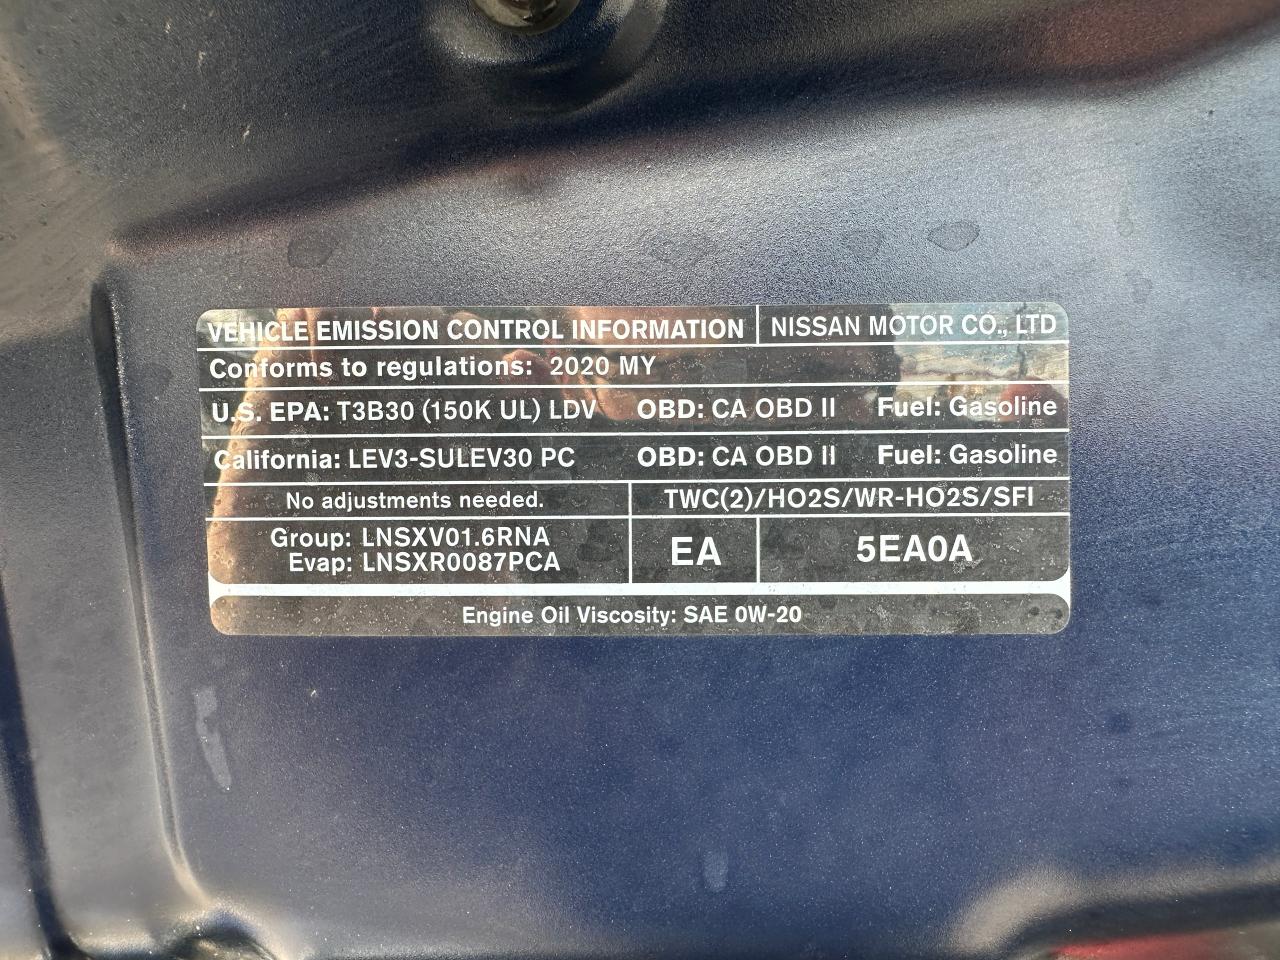 VEHICLE EMISSION CONTROL INFORMATION NISSAN MOTOR CO., LTD
Conforms to regulations: 2020 MY
U.S. EPA: T3B30 (150K UL) LDV OBD: CA OBD II Fuel: Gasoline
California: LEV3-SULEV30 PC OBD: CA OBD II Fuel: Gasoline
No adjustments needed. TWC(2)/HO2S/WR-HO2S/SFI
Group: LNSXV01.6RNA
Evap: LNSXR0087PCA
EA 5EA0A
Engine Oil Viscosity: SAE 0W-20